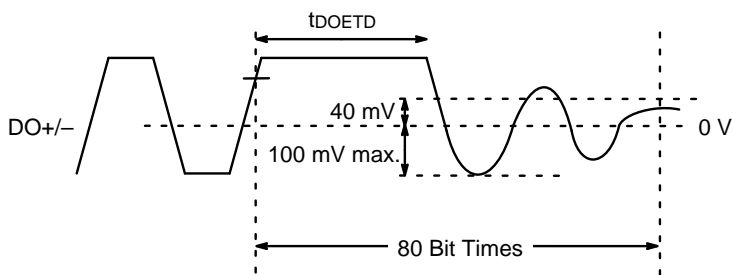 tDOETD
40 mV
DO+/–
0 V
100 mV max.
80 Bit Times